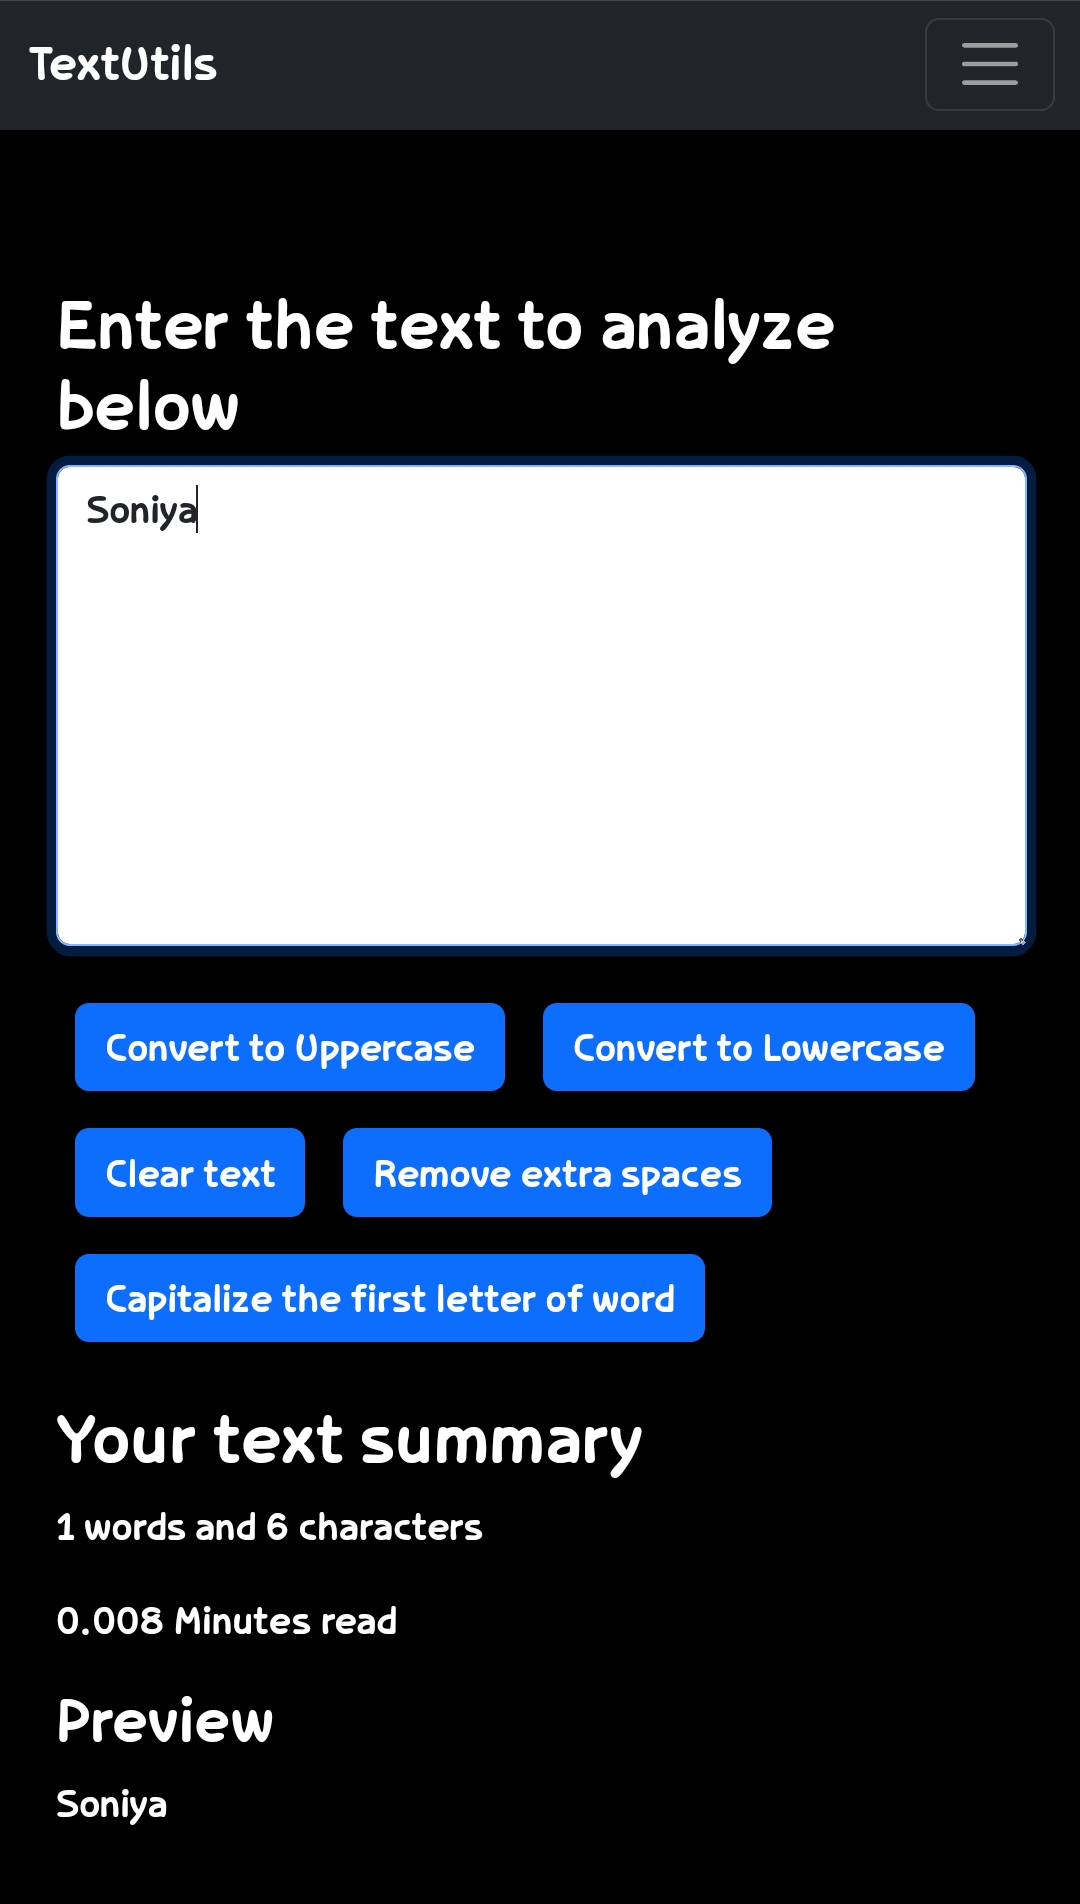 TextUtils
Enter the text to analyze
below
Soniya
Convert to Uppercase
Convert to Lowercase
Clear text
Remove extra spaces
Capitalize the first letter of word
Your text summary
1 words and 6 characters
0.008 Minutes read
Preview
Soniya